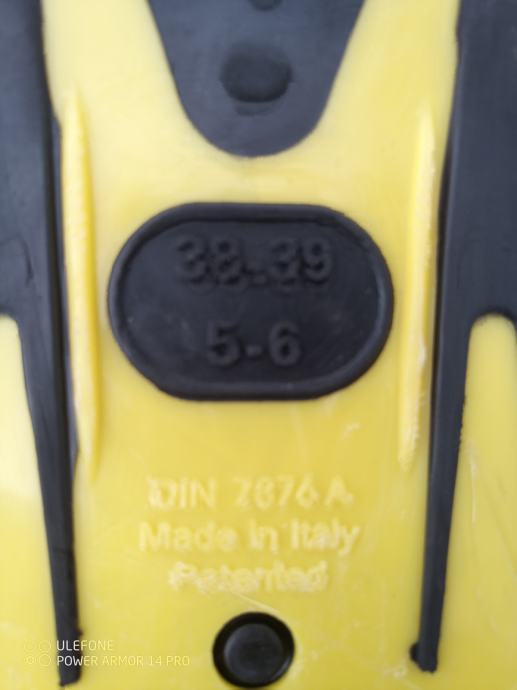 38-39
5-6
DIN 7876 A
Made in Italy
Patented
ULEFONE
POWER ARMOR 14 PRO